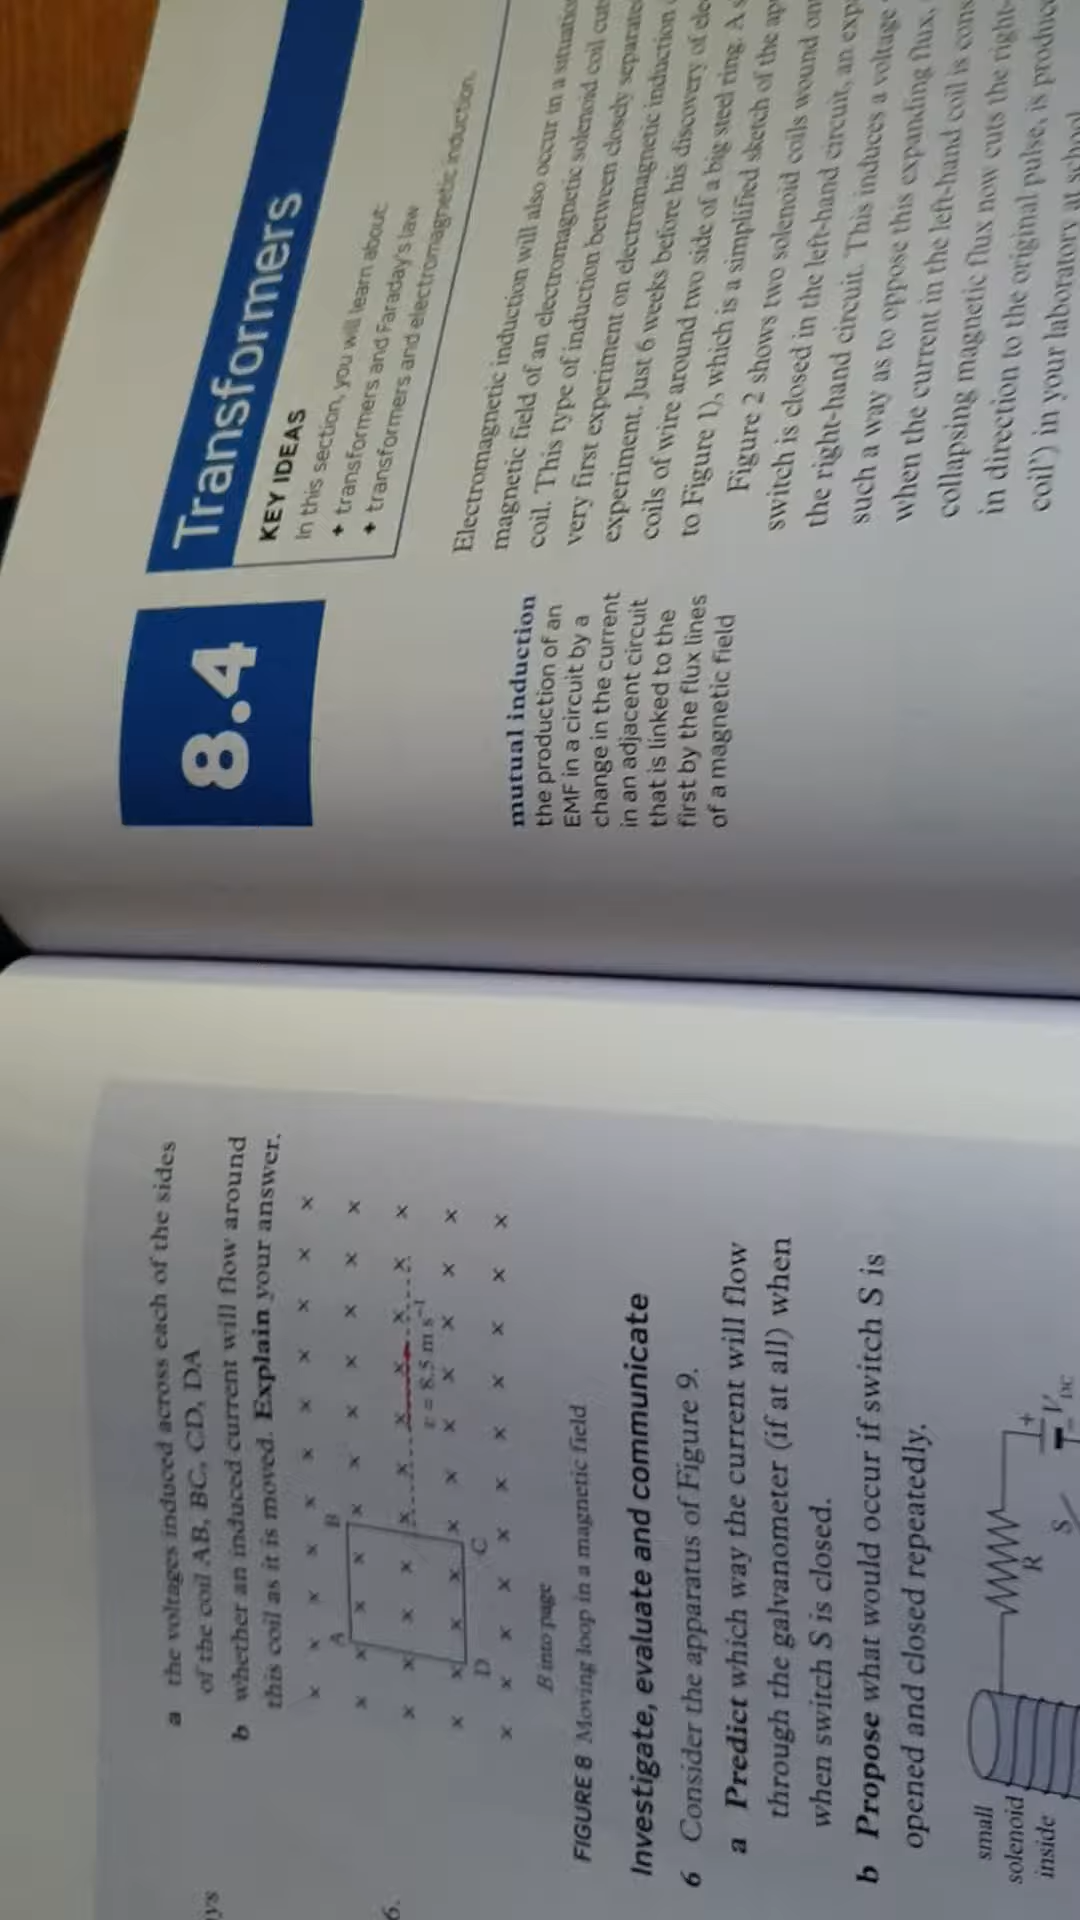 ys
6.
a the voltages induced across each of the sides
of the coil AB, BC, CD, DA
b whether an induced current will flow around
this coil as it is moved. Explain your answer.
A B
v = 8.5 m s⁻¹
D C
B into page
FIGURE 8 Moving loop in a magnetic field
Investigate, evaluate and communicate
6 Consider the apparatus of Figure 9.
a Predict which way the current will flow
through the galvanometer (if at all) when
when switch S is closed.
b Propose what would occur if switch S is
opened and closed repeatedly.
small
solenoid
inside
R
S
+
-
V DC
8.4 Transformers
KEY IDEAS
In this section, you will learn about:
✦ transformers and Faraday's law
✦ transformers and electromagnetic induction.
mutual induction
the production of an
EMF in a circuit by a
change in the current
in an adjacent circuit
that is linked to the
first by the flux lines
of a magnetic field
Electromagnetic induction will also occur in a
magnetic field of an electromagnetic solenoid coil
coil. This type of induction between closely
very first experiment on electromagnetic induction
experiment. Just 6 weeks before his discovery of
coils of wire around two side of a big steel ring. A
to Figure 1), which is a simplified sketch of the
Figure 2 shows two solenoid coils wound
switch is closed in the left-hand circuit, an
the right-hand circuit. This induces a voltage
such a way as to oppose this expanding flux,
when the current in the left-hand coil is
collapsing magnetic flux now cuts the right-
in direction to the original pulse, is
coil') in your laboratory at school